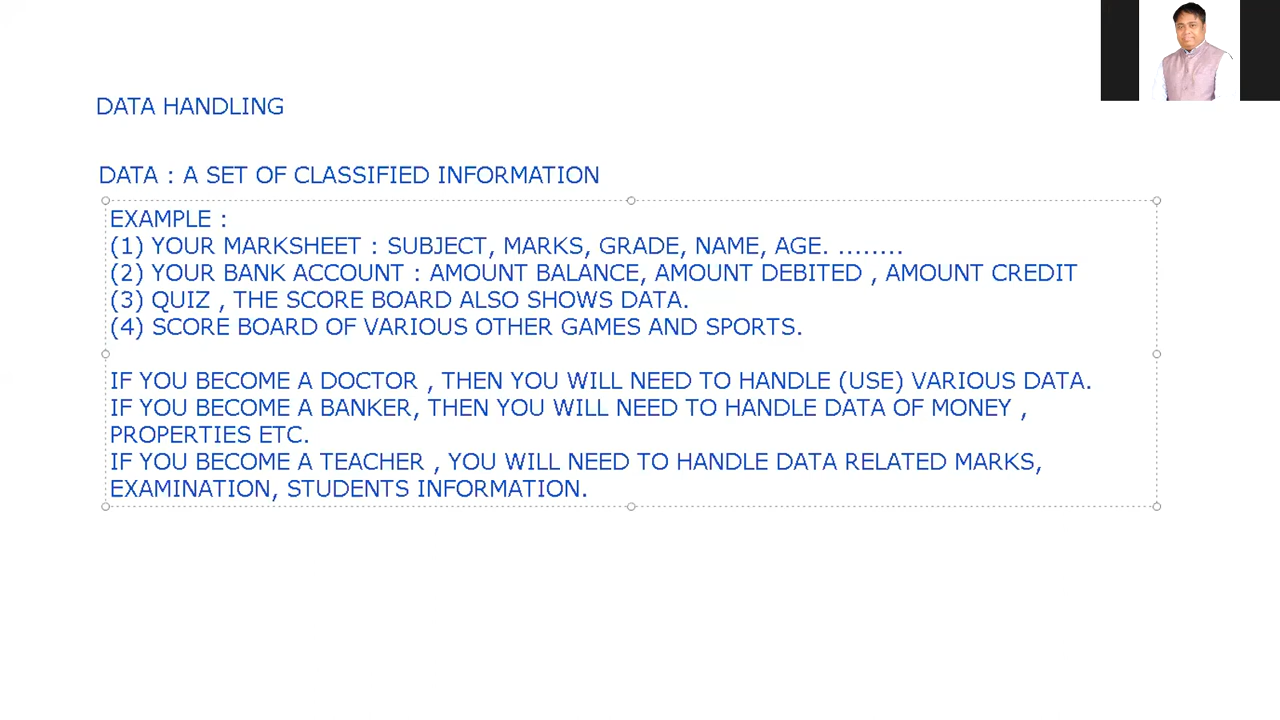 DATA HANDLING
DATA : A SET OF CLASSIFIED INFORMATION
EXAMPLE :
(1) YOUR MARKSHEET : SUBJECT, MARKS, GRADE, NAME, AGE. ........
(2) YOUR BANK ACCOUNT : AMOUNT BALANCE, AMOUNT DEBITED , AMOUNT CREDIT
(3) QUIZ , THE SCORE BOARD ALSO SHOWS DATA.
(4) SCORE BOARD OF VARIOUS OTHER GAMES AND SPORTS.
IF YOU BECOME A DOCTOR , THEN YOU WILL NEED TO HANDLE (USE) VARIOUS DATA.
IF YOU BECOME A BANKER, THEN YOU WILL NEED TO HANDLE DATA OF MONEY ,
PROPERTIES ETC.
IF YOU BECOME A TEACHER , YOU WILL NEED TO HANDLE DATA RELATED MARKS,
EXAMINATION, STUDENTS INFORMATION.